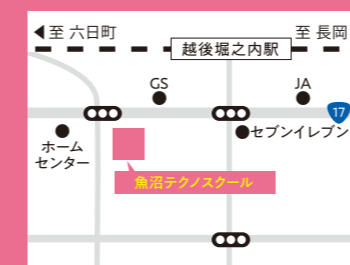 ◀至 六日町
至 長岡
越後堀之内駅
GS
JA
17
セブンイレブン
ホーム
センター
魚沼テクノスクール